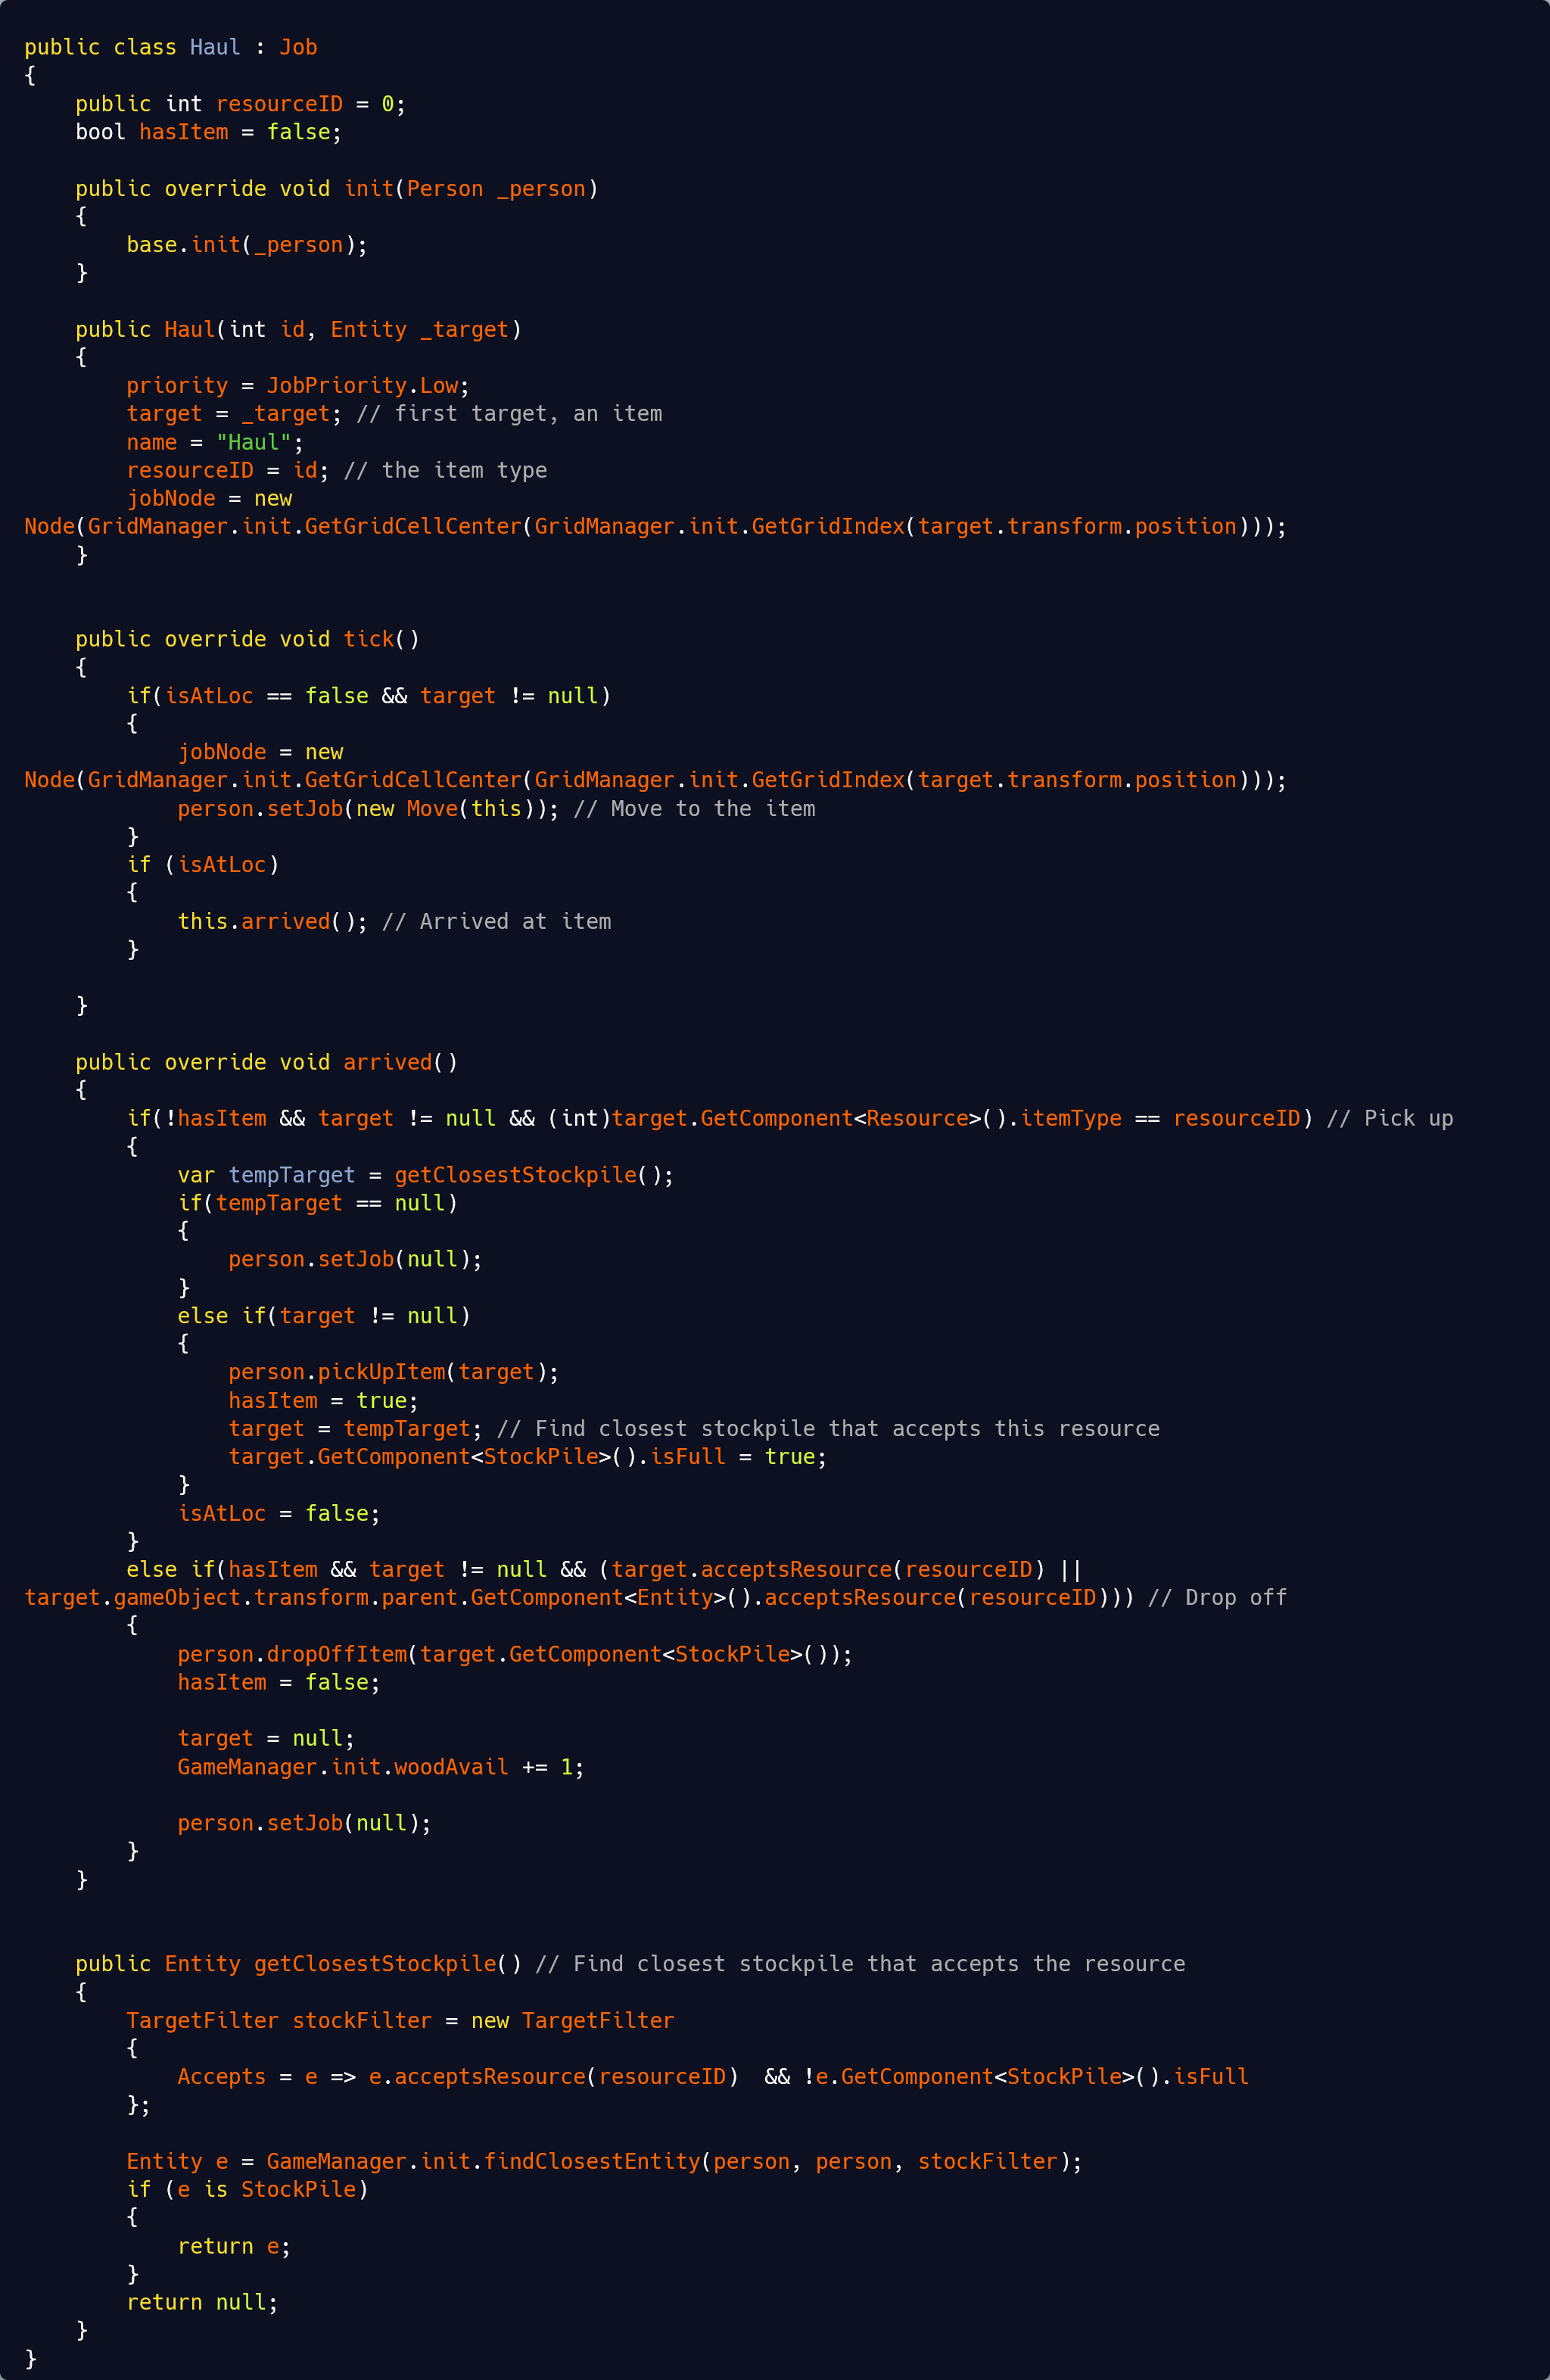 public class Haul : Job
{
    public int resourceID = 0;
    bool hasItem = false;

    public override void init(Person _person)
    {
        base.init(_person);
    }

    public Haul(int id, Entity _target)
    {
        priority = JobPriority.Low;
        target = _target; // first target, an item
        name = "Haul";
        resourceID = id; // the item type
        jobNode = new
Node(GridManager.init.GetGridCellCenter(GridManager.init.GetGridIndex(target.transform.position)));
    }


    public override void tick()
    {
        if(isAtLoc == false && target != null)
        {
            jobNode = new
Node(GridManager.init.GetGridCellCenter(GridManager.init.GetGridIndex(target.transform.position)));
            person.setJob(new Move(this)); // Move to the item
        }
        if (isAtLoc)
        {
            this.arrived(); // Arrived at item
        }

    }

    public override void arrived()
    {
        if(!hasItem && target != null && (int)target.GetComponent<Resource>().itemType == resourceID) // Pick up
        {
            var tempTarget = getClosestStockpile();
            if(tempTarget == null)
            {
                person.setJob(null);
            }
            else if(target != null)
            {
                person.pickUpItem(target);
                hasItem = true;
                target = tempTarget; // Find closest stockpile that accepts this resource
                target.GetComponent<StockPile>().isFull = true;
            }
            isAtLoc = false;
        }
        else if(hasItem && target != null && (target.acceptsResource(resourceID) ||
target.gameObject.transform.parent.GetComponent<Entity>().acceptsResource(resourceID))) // Drop off
        {
            person.dropOffItem(target.GetComponent<StockPile>());
            hasItem = false;

            target = null;
            GameManager.init.woodAvail += 1;

            person.setJob(null);
        }
    }


    public Entity getClosestStockpile() // Find closest stockpile that accepts the resource
    {
        TargetFilter stockFilter = new TargetFilter
        {
            Accepts = e => e.acceptsResource(resourceID)  && !e.GetComponent<StockPile>().isFull
        };

        Entity e = GameManager.init.findClosestEntity(person, person, stockFilter);
        if (e is StockPile)
        {
            return e;
        }
        return null;
    }
}